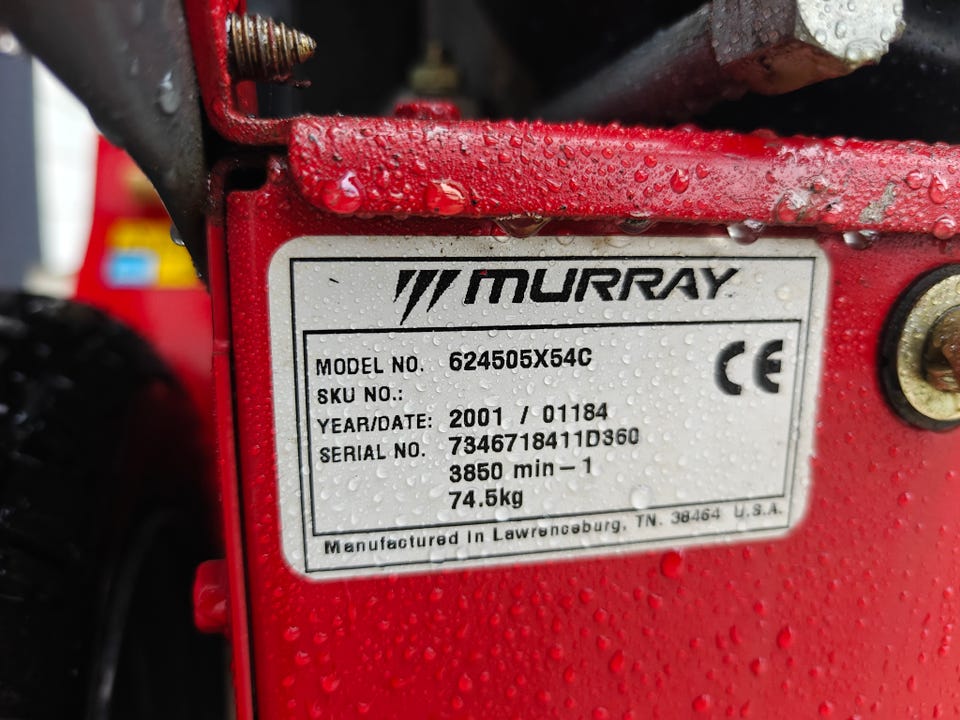 MURRAY
MODEL NO. 624505X54C
SKU NO.:
YEAR/DATE: 2001 / 01184
SERIAL NO. 7346718411D360
3850 min-1
74.5kg
CE
Manufactured in Lawrenceburg, TN. 38464 U.S.A.